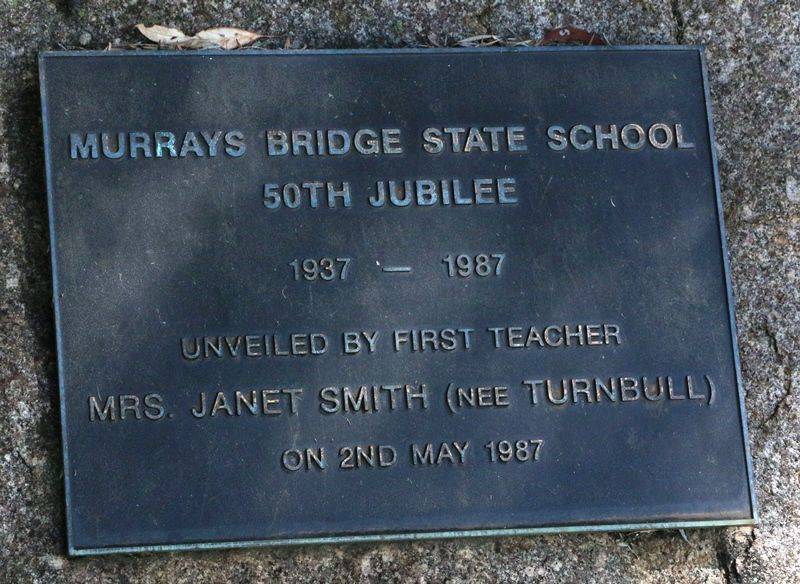 MURRAYS BRIDGE STATE SCHOOL
50TH JUBILEE
1937 — 1987
UNVEILED BY FIRST TEACHER
MRS. JANET SMITH (NEE TURNBULL)
ON 2ND MAY 1987